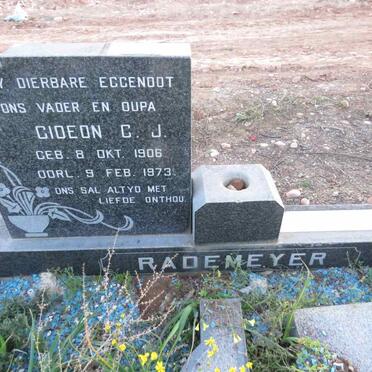 DIERBARE EGGENOOT
ONS VADER EN OUPA
GIDEON C. J.
GEB. 8 OKT. 1906
OORL. 9 FEB. 1973.
ONS SAL ALTYD MET
LIEFDE ONTHOU.
RADEMEYER